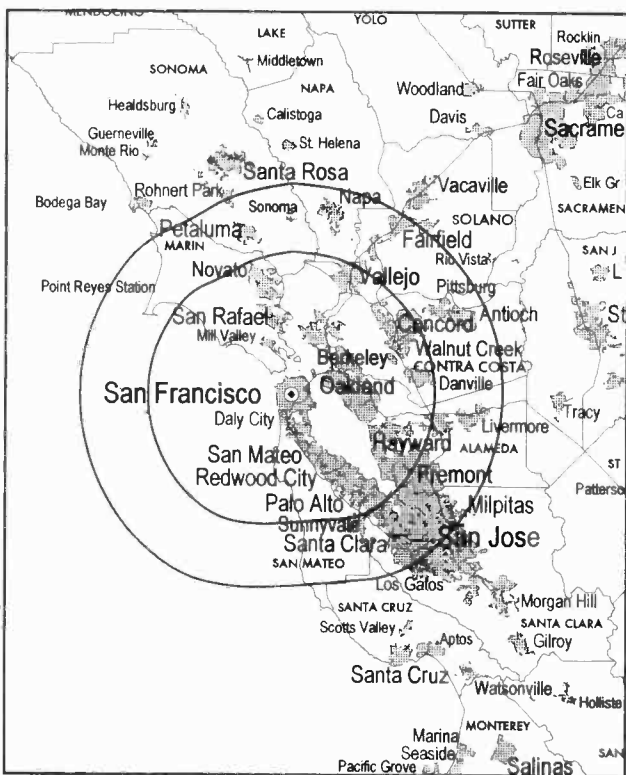 MENDOCINO
YOLO
LAKE
SUTTER
Rocklin
Middletown
Roseville
SONOMA
Fair Oaks
NAPA
Woodland
Healdsburg
Calistoga
Ca
Davis
Sacrame
Guerneville
St. Helena
Monte Rio
Santa Rosa
Elk Gr
Rohnert Park
Napa
Vacaville
Bodega Bay
Sonoma
SACRAMEN
SOLANO
Petaluma
Fairfield
MARIN
Rio Vista
SAN J
Novato
Vallejo
L
Point Reyes Station
Pittsburg
San Rafael
Concord
Antioch
St
Mill Valley
Berkeley
Walnut Creek
CONTRA COSTA
San Francisco
Oakland
Danville
Daly City
Tracy
Livermore
Hayward
ALAMEDA
San Mateo
ST
Redwood City
Fremont
Patterso
Palo Alto
Milpitas
Sunnyvale
San Jose
Santa Clara
SAN MATEO
Los Gatos
Morgan Hill
SANTA CRUZ
SANTA CLARA
Scotts Valley
Aptos
Gilroy
Santa Cruz
Watsonville
Holliste
MONTEREY
Marina
Seaside
SAN
Pacific Grove
Salinas